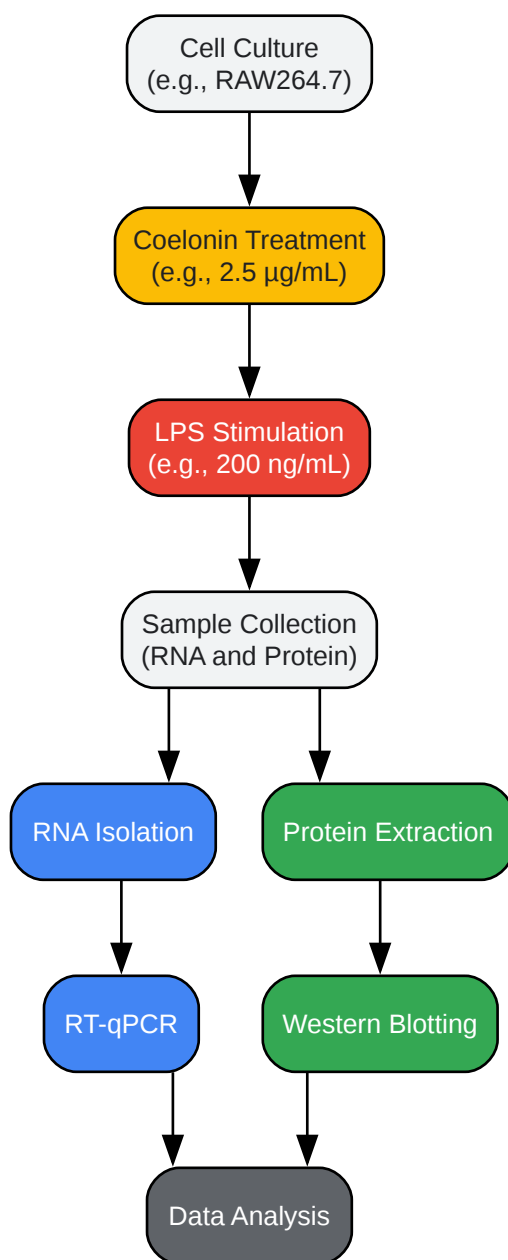 Cell Culture
(e.g., RAW264.7)
Coelonin Treatment
(e.g., 2.5 µg/mL)
LPS Stimulation
(e.g., 200 ng/mL)
Sample Collection
(RNA and Protein)
RNA Isolation
Protein Extraction
RT-qPCR
Western Blotting
Data Analysis